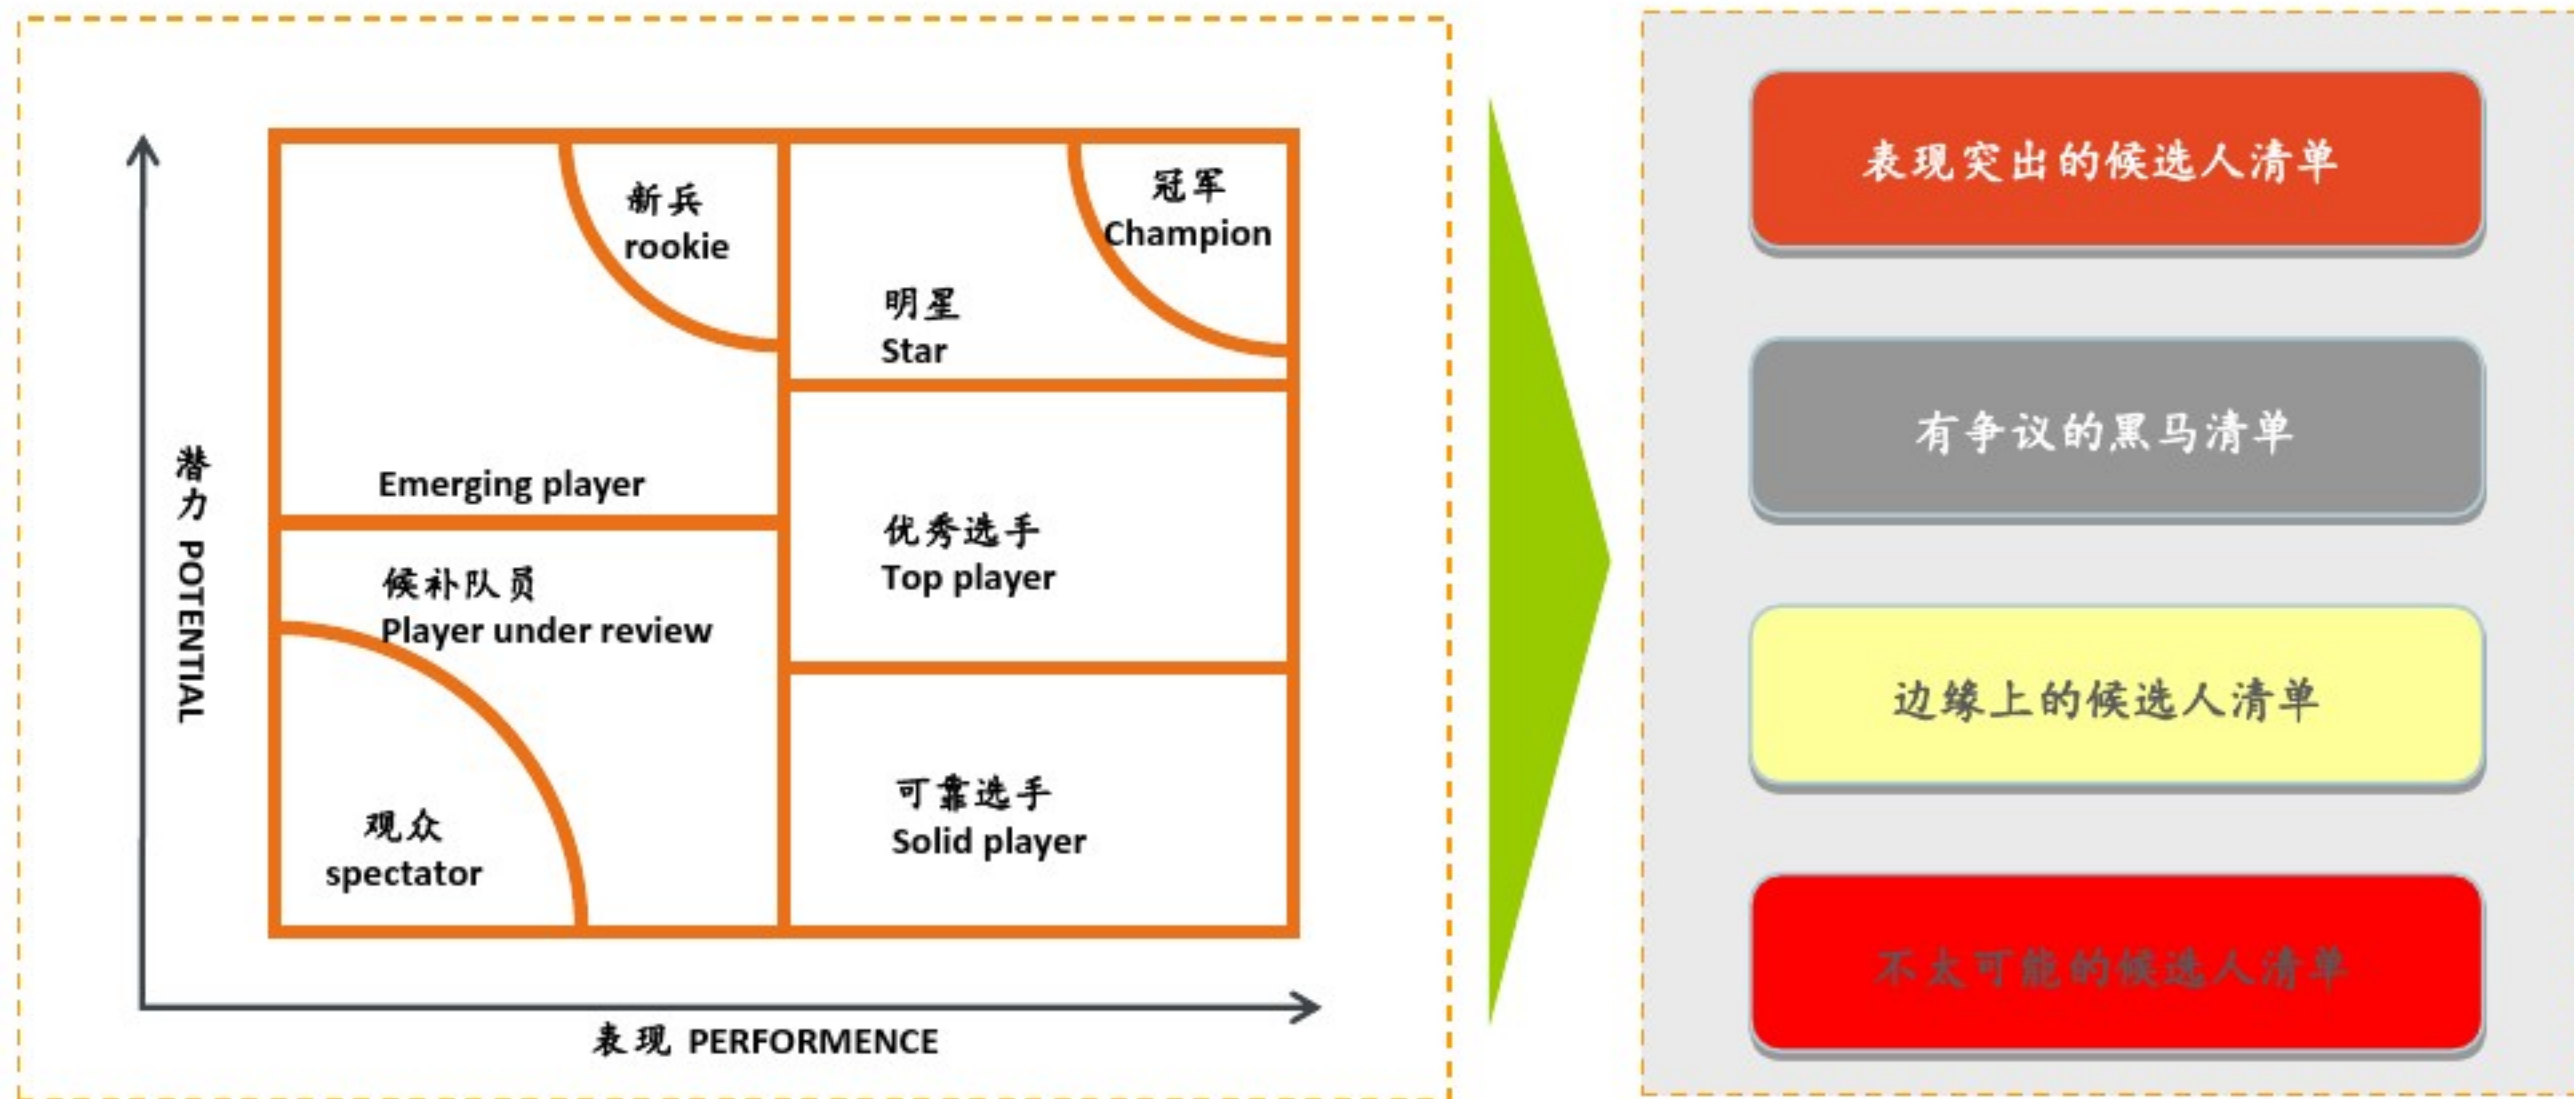 新兵
rookie
冠军
Champion
明星
Star
Emerging player
候补队员
Player under review
优秀选手
Top player
观众
spectator
可靠选手
Solid player
潜力 POTENTIAL
表现 PERFORMENCE
表现突出的候选人清单
有争议的黑马清单
边缘上的候选人清单
不太可能的候选人清单